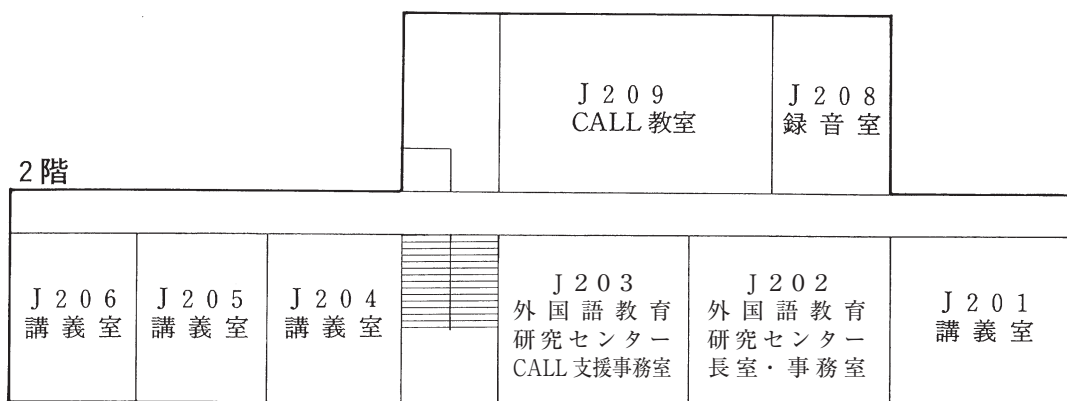 J209
CALL教室
J208
録音室
2階
J206
講義室
J205
講義室
J204
講義室
J203
外国語教育
研究センター
CALL支援事務室
J202
外国語教育
研究センター
長室・事務室
J201
講義室